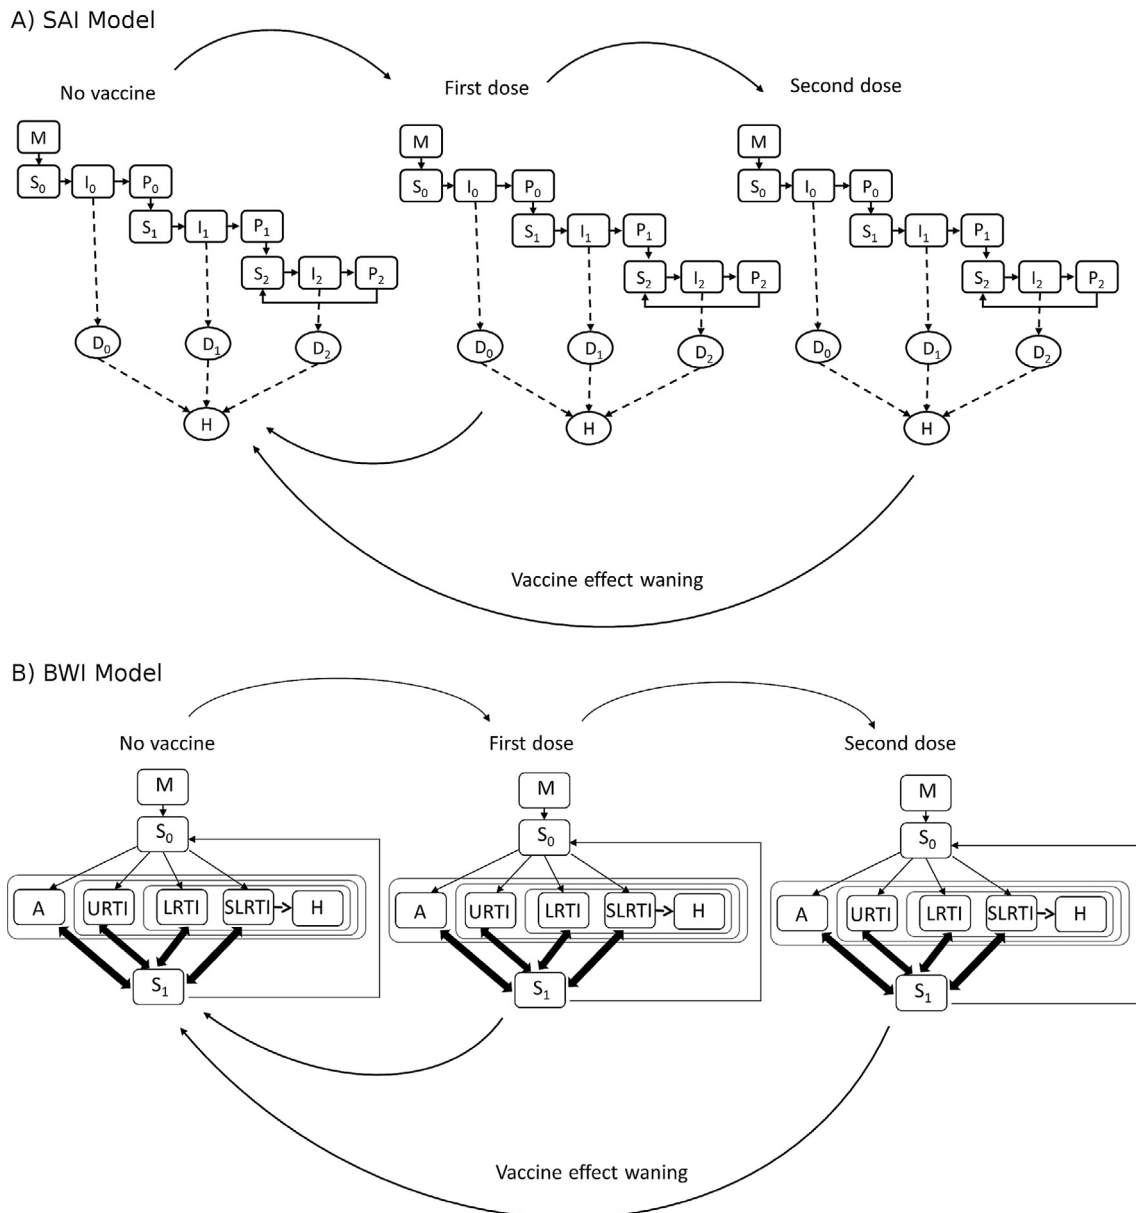 A) SAI Model
No vaccine First dose Second dose
M M M
S₀ I₀ P₀ S₀ I₀ P₀ S₀ I₀ P₀
S₁ I₁ P₁ S₁ I₁ P₁ S₁ I₁ P₁
S₂ I₂ P₂ S₂ I₂ P₂ S₂ I₂ P₂
D₀ D₁ D₂ D₀ D₁ D₂ D₀ D₁ D₂
H H H
Vaccine effect waning
B) BWI Model
No vaccine First dose Second dose
M M M
S₀ S₀ S₀
A URTI LRTI SLRTI H A URTI LRTI SLRTI H A URTI LRTI SLRTI H
S₁ S₁ S₁
Vaccine effect waning